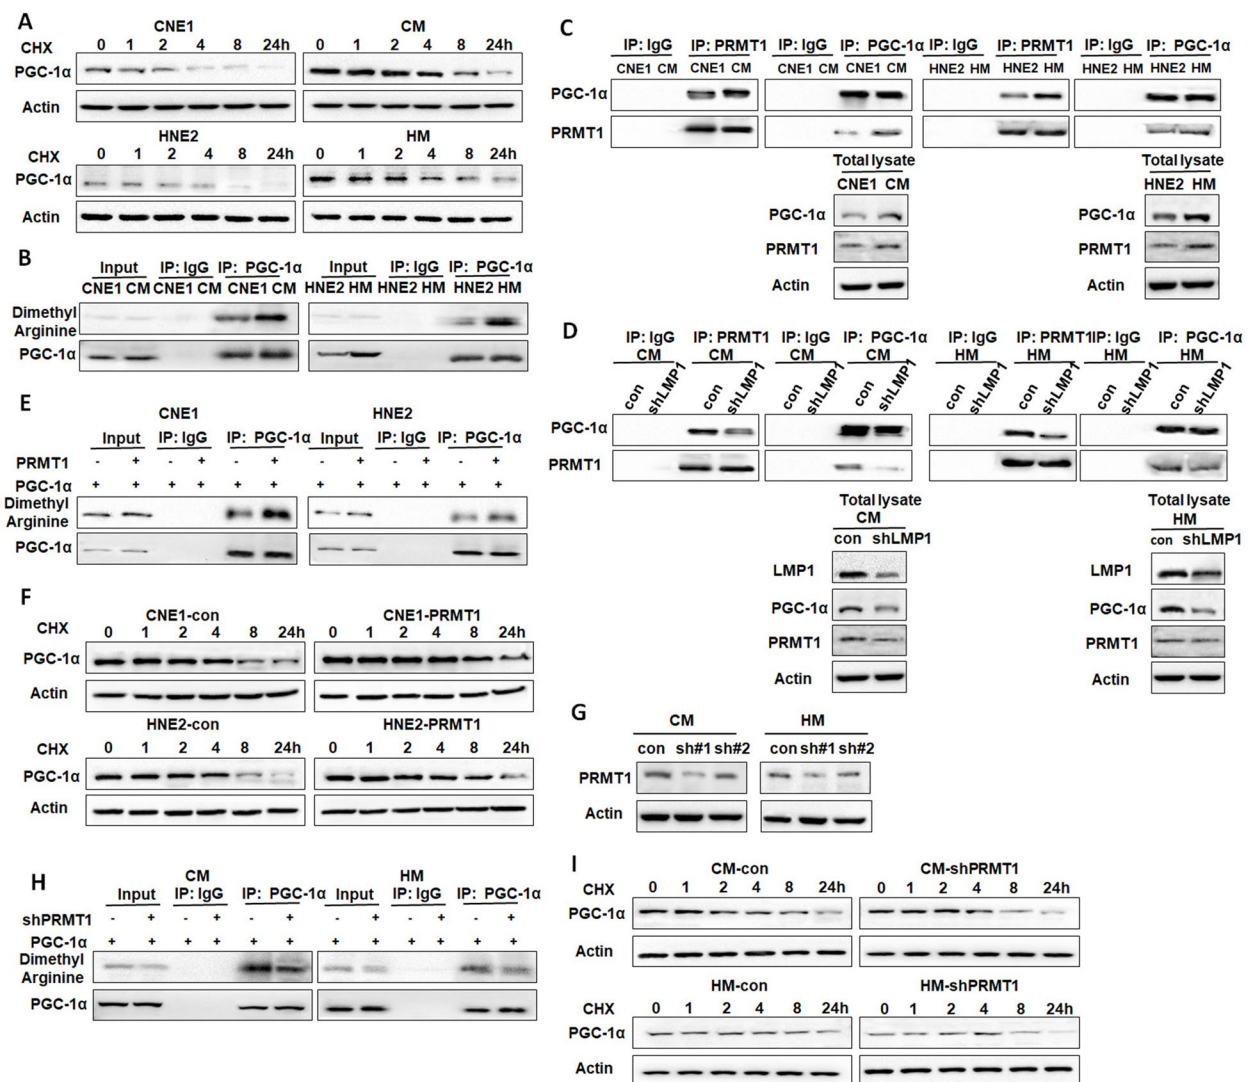 A
CNE1 CM
CHX 0 1 2 4 8 24h 0 1 2 4 8 24h
PGC-1α
Actin
HNE2 HM
CHX 0 1 2 4 8 24h 0 1 2 4 8 24h
PGC-1α
Actin
B
Input IP: IgG IP: PGC-1α Input IP: IgG IP: PGC-1α
CNE1 CM CNE1 CM CNE1 CM HNE2 HM HNE2 HM HNE2 HM
Dimethyl
Arginine
PGC-1α
C
IP: IgG IP: PRMT1 IP: IgG IP: PGC-1α IP: IgG IP: PRMT1 IP: IgG IP: PGC-1α
CNE1 CM CNE1 CM CNE1 CM CNE1 CM HNE2 HM HNE2 HM HNE2 HM HNE2 HM
PGC-1α
PRMT1
Total lysate Total lysate
CNE1 CM HNE2 HM
PGC-1α PGC-1α
PRMT1 PRMT1
Actin Actin
D
IP: IgG IP: PRMT1 IP: IgG IP: PGC-1α IP: IgG IP: PRMT1 IP: IgG IP: PGC-1α
CM CM CM CM HM HM HM HM
con shLMP1 con shLMP1 con shLMP1 con shLMP1 con shLMP1 con shLMP1 con shLMP1 con shLMP1
PGC-1α
PRMT1
Total lysate Total lysate
CM HM
con shLMP1 con shLMP1
LMP1 LMP1
PGC-1α PGC-1α
PRMT1 PRMT1
Actin Actin
E
CNE1 HNE2
Input IP: IgG IP: PGC-1α Input IP: IgG IP: PGC-1α
PRMT1 - + - + - + - + - + - +
PGC-1α + + + + + + + + + + + +
Dimethyl
Arginine
PGC-1α
F
CNE1-con CNE1-PRMT1
CHX 0 1 2 4 8 24h 0 1 2 4 8 24h
PGC-1α
Actin
HNE2-con HNE2-PRMT1
CHX 0 1 2 4 8 24h 0 1 2 4 8 24h
PGC-1α
Actin
G
CM HM
con sh#1 sh#2 con sh#1 sh#2
PRMT1
Actin
H
CM HM
Input IP: IgG IP: PGC-1α Input IP: IgG IP: PGC-1α
shPRMT1 - + - + - + - + - + - +
PGC-1α + + + + + + + + + + + +
Dimethyl
Arginine
PGC-1α
I
CM-con CM-shPRMT1
CHX 0 1 2 4 8 24h 0 1 2 4 8 24h
PGC-1α
Actin
HM-con HM-shPRMT1
CHX 0 1 2 4 8 24h 0 1 2 4 8 24h
PGC-1α
Actin